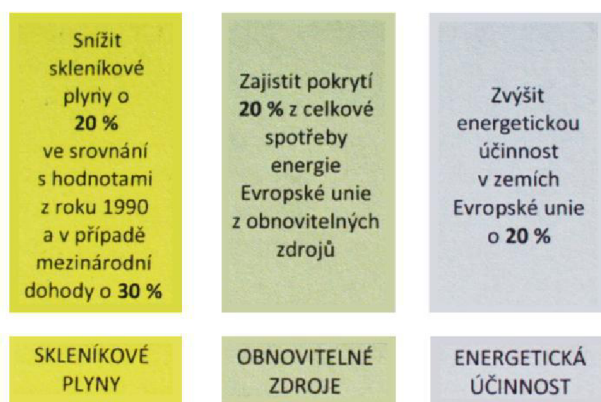 Snížit
skleníkové
plyny o
20 %
ve srovnání
s hodnotami
z roku 1990
a v případě
mezinárodní
dohody o 30 %
Zajistit pokrytí
20 % z celkové
spotřeby
energie
Evropské unie
z obnovitelných
zdrojů
Zvýšit
energetickou
účinnost
v zemích
Evropské unie
o 20 %
SKLENÍKOVÉ
PLYNY
OBNOVITELNÉ
ZDROJE
ENERGETICKÁ
ÚČINNOST